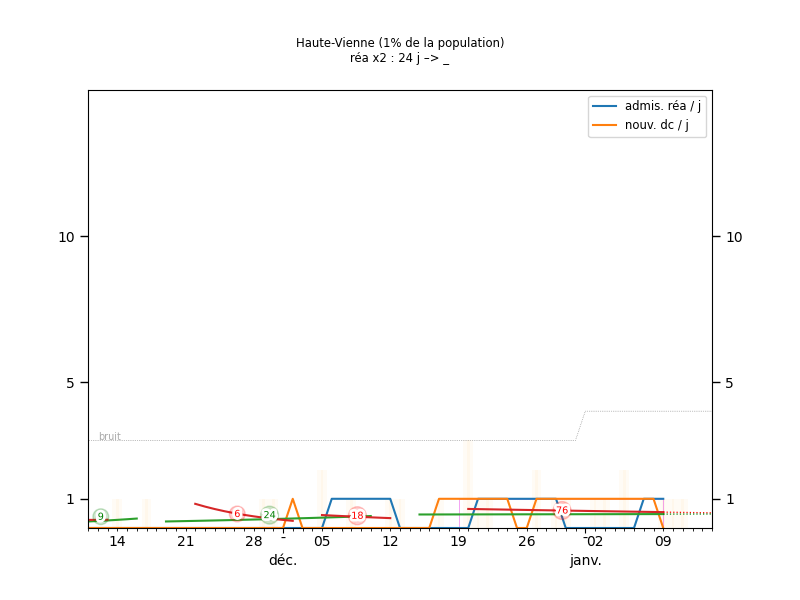 Haute-Vienne (1% de la population)
réa x2 : 24 j –> _
admis. réa / j
nouv. dc / j
10 10
5 5
bruit
1 1
9 6 24 18 76
14 21 28 - 05 12 19 26 - 02 09
déc. janv.